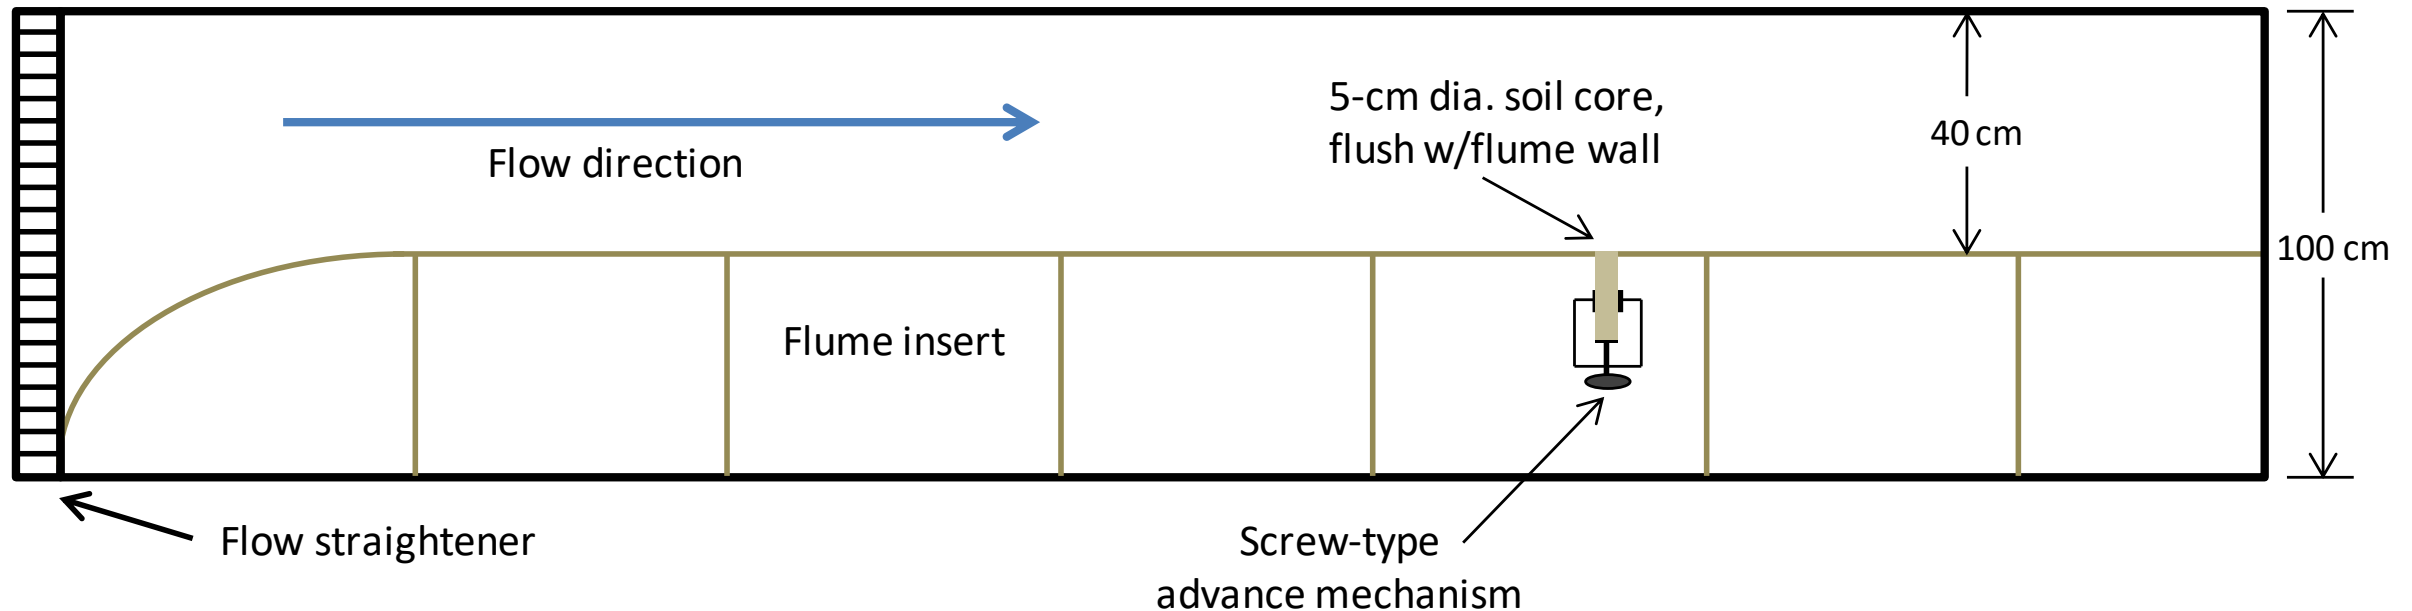 5-cm dia. soil core,
flush w/flume wall
40 cm
Flow direction
100 cm
Flume insert
Flow straightener
Screw-type
advance mechanism